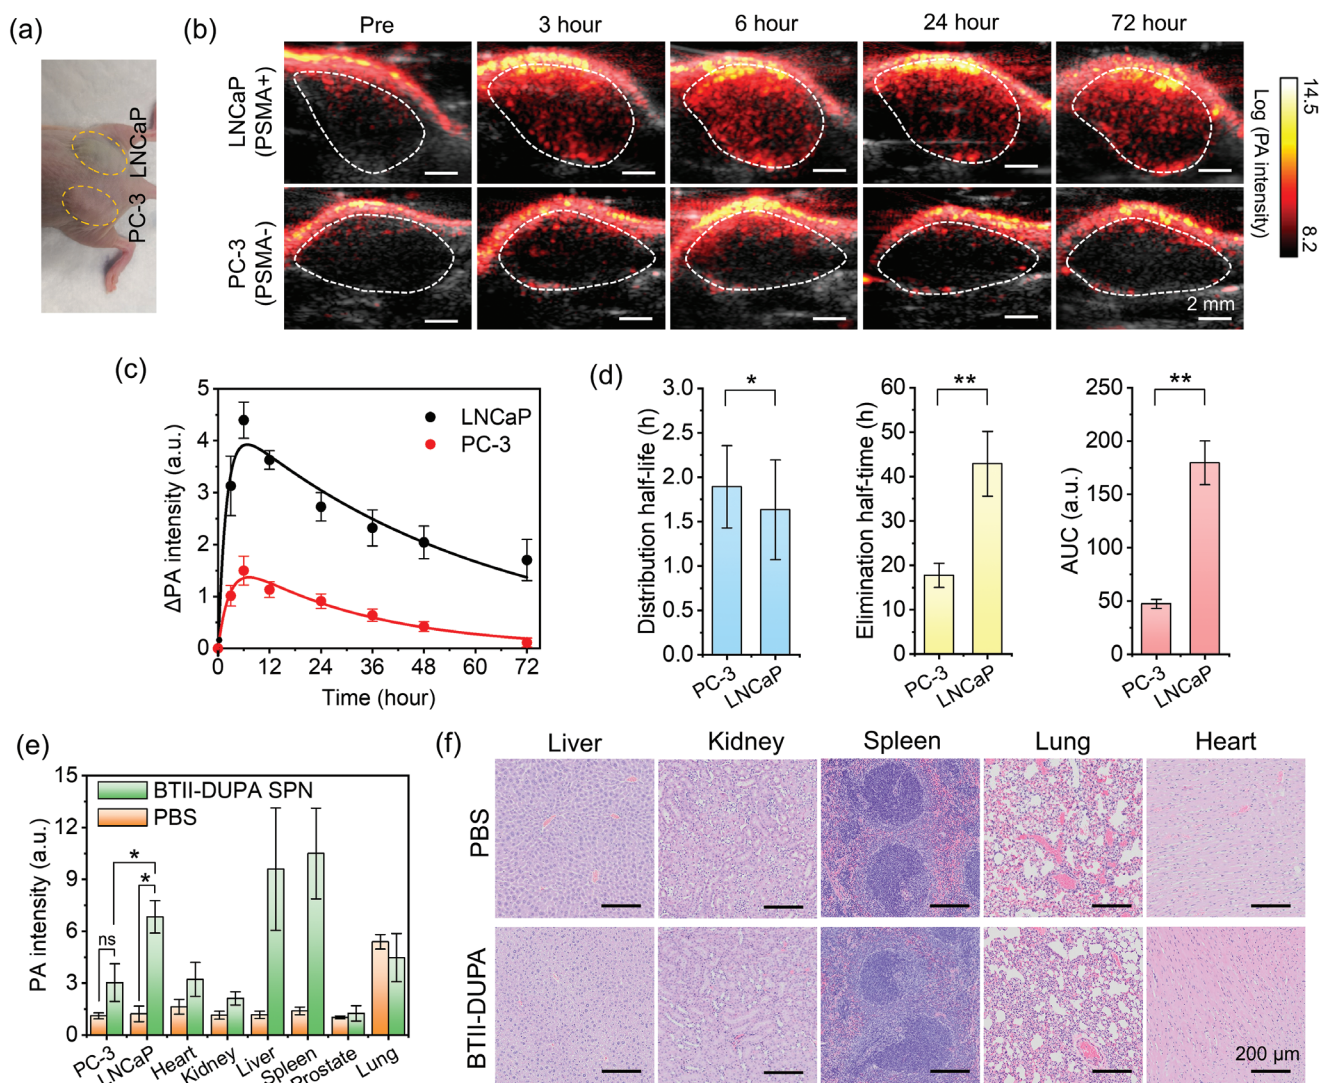 (a)
LNCaP
PC-3
(b)
Pre
3 hour
6 hour
24 hour
72 hour
LNCaP
(PSMA+)
PC-3
(PSMA-)
2 mm
14.5
Log (PA intensity)
8.2
(c)
5
4
3
2
1
0
ΔPA intensity (a.u.)
LNCaP
PC-3
0 12 24 36 48 60 72
Time (hour)
(d)
3.0
2.5
2.0
1.5
1.0
0.5
0.0
Distribution half-life (h)
*
PC-3
LNCaP
60
50
40
30
20
10
0
Elimination half-time (h)
**
PC-3
LNCaP
250
200
150
100
50
0
AUC (a.u.)
**
PC-3
LNCaP
(e)
15
12
9
6
3
0
PA intensity (a.u.)
BTII-DUPA SPN
PBS
*
*
ns
PC-3
LNCaP
Heart
Kidney
Liver
Spleen
Prostate
Lung
(f)
Liver
Kidney
Spleen
Lung
Heart
PBS
BTII-DUPA
200 μm